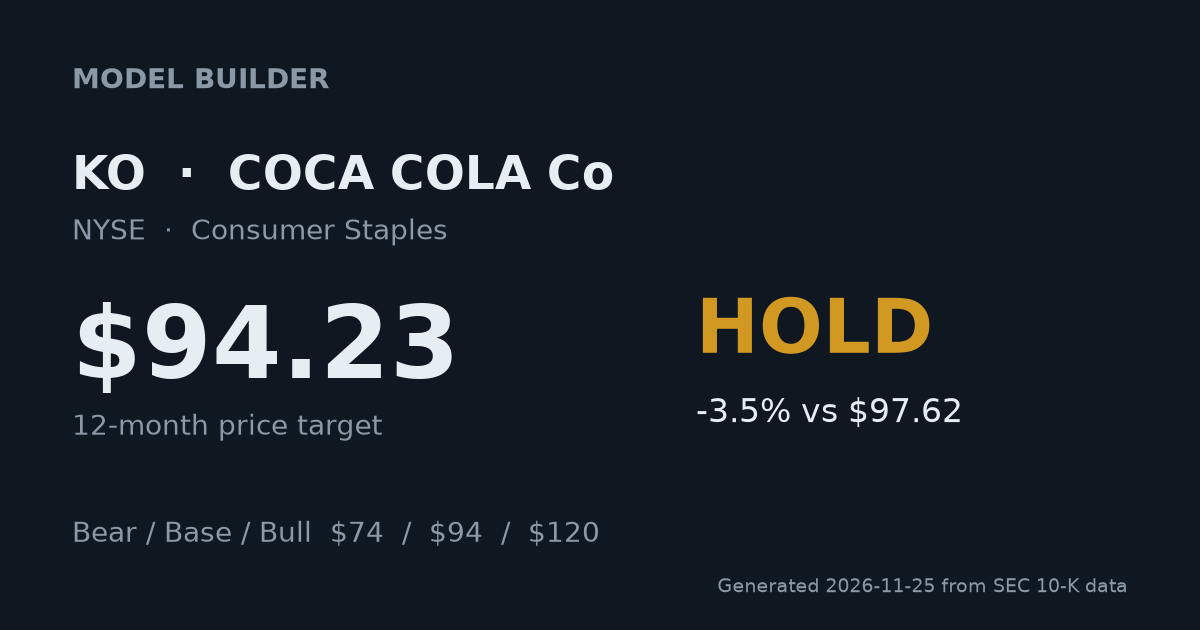 MODEL BUILDER
KO · COCA COLA Co
NYSE · Consumer Staples
$94.23
HOLD
12-month price target
-3.5% vs $97.62
Bear / Base / Bull $74 / $94 / $120
Generated 2026-11-25 from SEC 10-K data